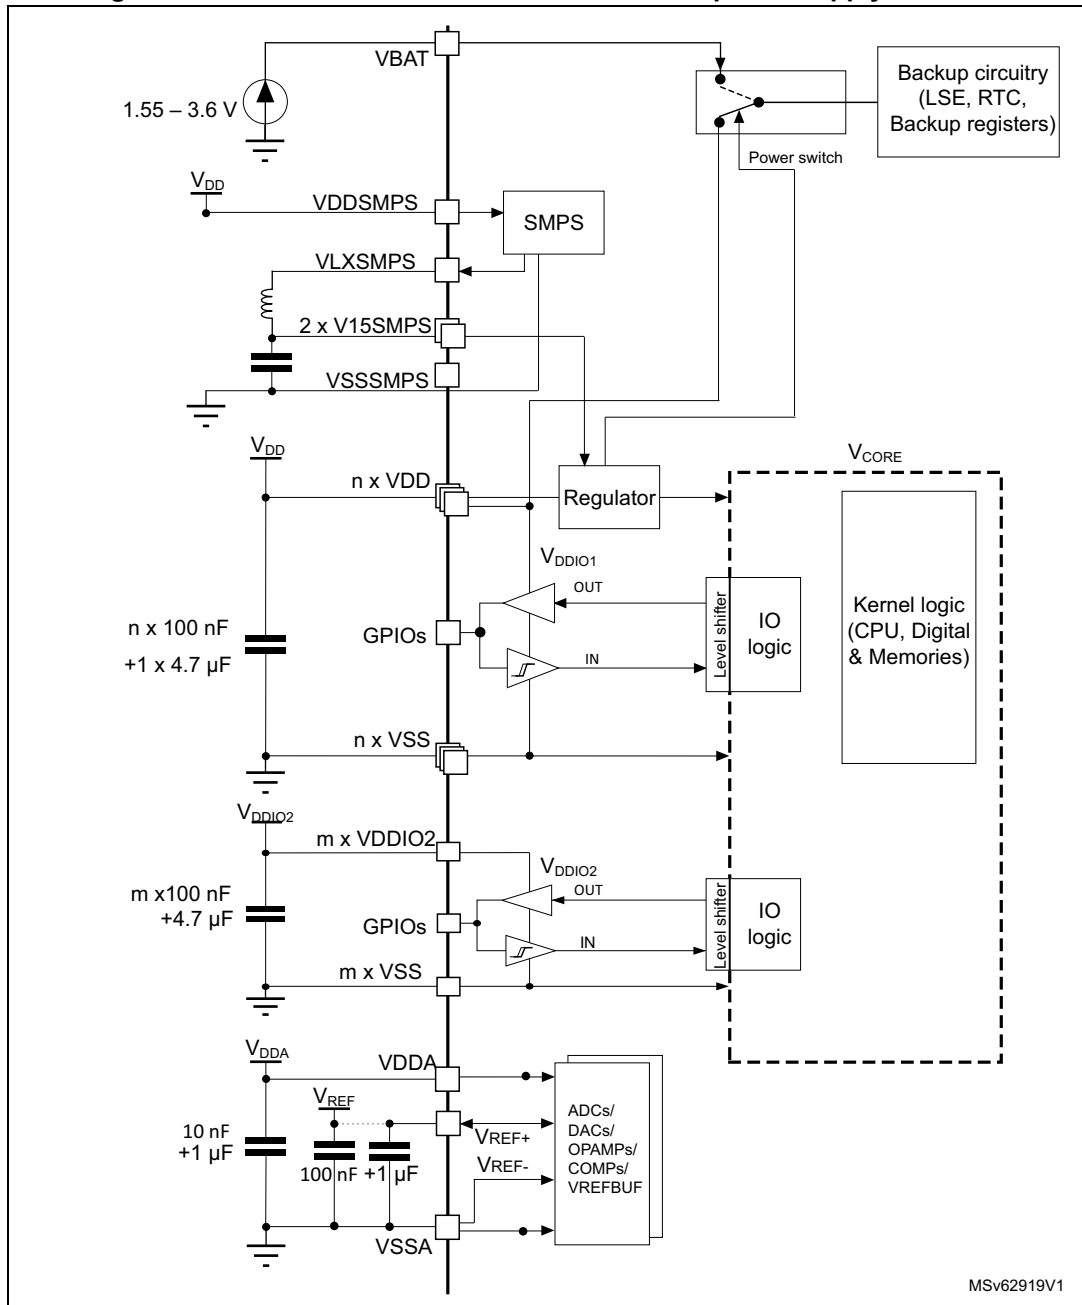 VBAT
Backup circuitry
(LSE, RTC,
Backup registers)
1.55 – 3.6 V
Power switch
VDD
VDDSMPS
SMPS
VLXSMPS
2 x V15SMPS
VSSSMPS
VDD
VCORE
n x VDD
Regulator
VDDIO1
OUT
Level shifter
IO
logic
Kernel logic
(CPU, Digital
& Memories)
n x 100 nF
+1 x 4.7 µF
GPIOs
IN
n x VSS
VDDIO2
m x VDDIO2
VDDIO2
OUT
Level shifter
IO
logic
m x100 nF
+4.7 µF
GPIOs
IN
m x VSS
VDDA
VDDA
VREF
10 nF
+1 µF
100 nF
+1 µF
VREF+
VREF-
ADCs/
DACs/
OPAMPs/
COMPs/
VREFBUF
VSSA
MSv62919V1